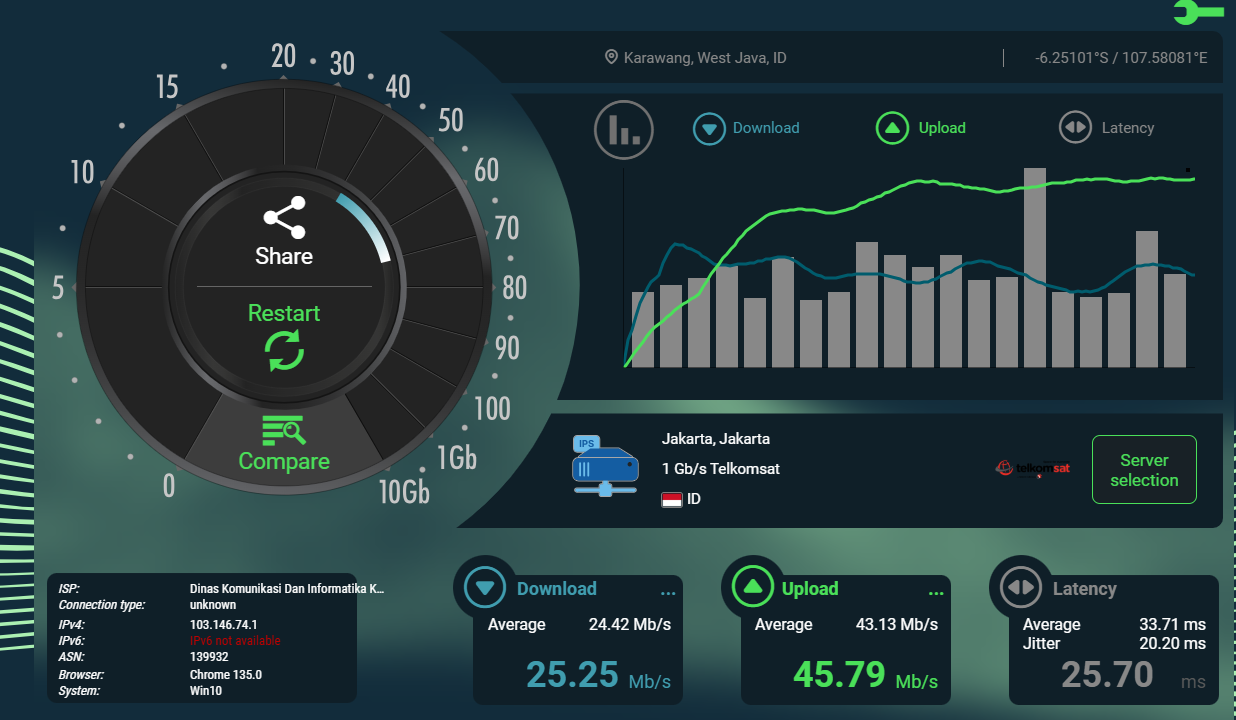 Karawang, West Java, ID
-6.25101°S / 107.58081°E
0
5
10
15
20
30
40
50
60
70
80
90
100
1Gb
10Gb
Share
Restart
Compare
Download
Upload
Latency
IPS
Jakarta, Jakarta
1 Gb/s Telkomsat
ID
telkomsat
Server
selection
ISP: Dinas Komunikasi Dan Informatika K...
Connection type: unknown
IPv4: 103.146.74.1
IPv6: IPv6 not available
ASN: 139932
Browser: Chrome 135.0
System: Win10
Download ...
Average 24.42 Mb/s
25.25 Mb/s
Upload ...
Average 43.13 Mb/s
45.79 Mb/s
Latency
Average 33.71 ms
Jitter 20.20 ms
25.70 ms